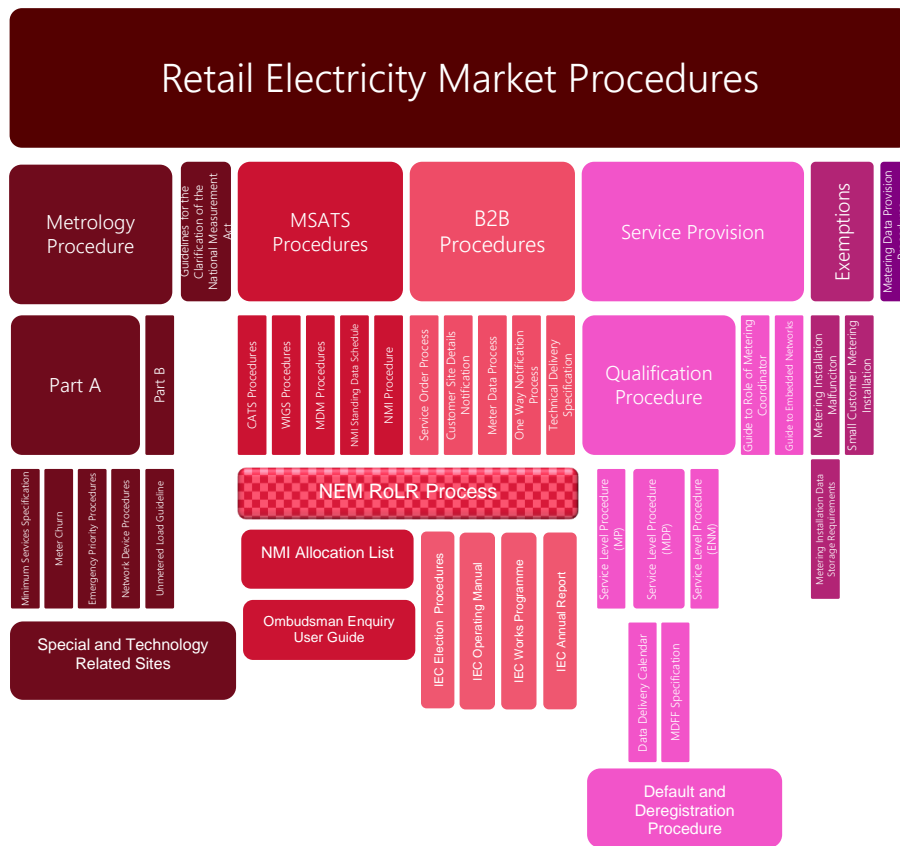 Retail Electricity Market Procedures
Metrology
Procedure
Guidelines for the
Clarification of the
National Measurement
Act
MSATS
Procedures
B2B
Procedures
Service Provision
Exemptions
Metering Data Provision
Part A
Part B
CATS Procedures
WIGS Procedures
MDM Procedures
NMI Standing Data Schedule
NMI Procedure
Service Order Process
Customer Site Details
Notification
Meter Data Process
One Way Notification
Process
Technical Delivery
Specification
Qualification
Procedure
Guide to Role of Metering
Coordinator
Guide to Embedded Networks
Metering Installation
Malfunciton
Small Customer Metering
Installation
Minimum Services Specification
Meter Churn
Emergency Priority Procedures
Network Device Procedures
Unmetered Load Guideline
NEM RoLR Process
NMI Allocation List
Ombudsman Enquiry
User Guide
IEC Election Procedures
IEC Operating Manual
IEC Works Programme
IEC Annual Report
Service Level Procedure
(MP)
Service Level Procedure
(MDP)
Service Level Procedure
(ENM)
Metering Installation Data
Storage Requirements
Special and Technology
Related Sites
Data Delivery Calendar
MDFF Specification
Default and
Deregistration
Procedure